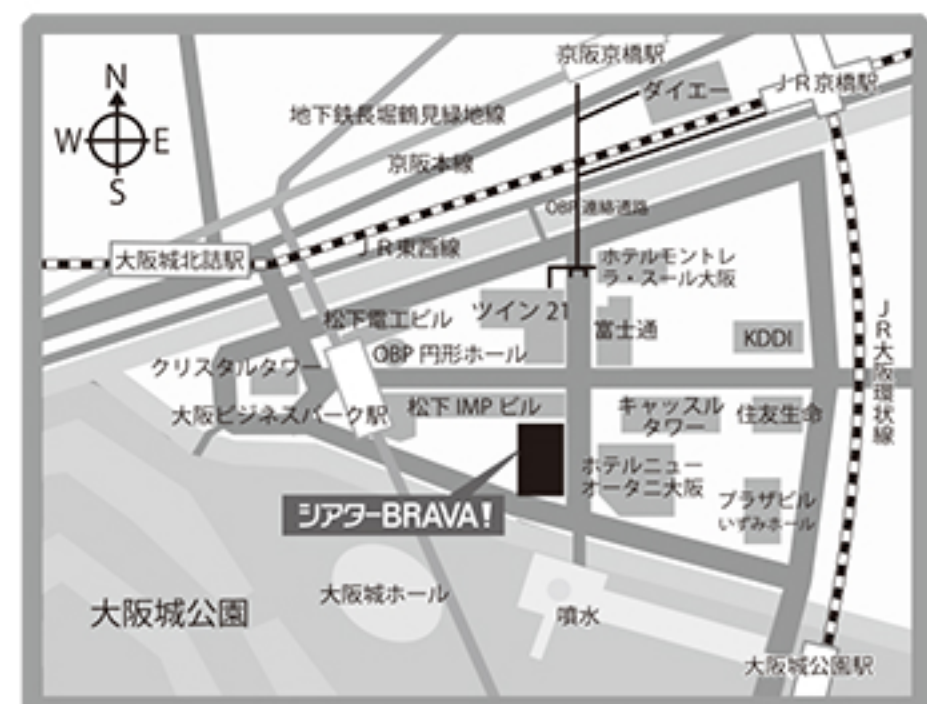 京阪京橋駅
N
W E
S
ダイエー
JR京橋駅
地下鉄長堀鶴見緑地線
京阪本線
OBP連絡通路
大阪城北詰駅
JR東西線
ホテルモントレ
ラ・スール大阪
松下電工ビル
ツイン21
富士通
KDDI
JR大阪環状線
OBP円形ホール
クリスタルタワー
大阪ビジネスパーク駅
松下IMPビル
キャッスル
タワー
住友生命
ホテルニュー
オータニ大阪
プラザビル
いずみホール
シアターBRAVA!
大阪城ホール
大阪城公園
噴水
大阪城公園駅